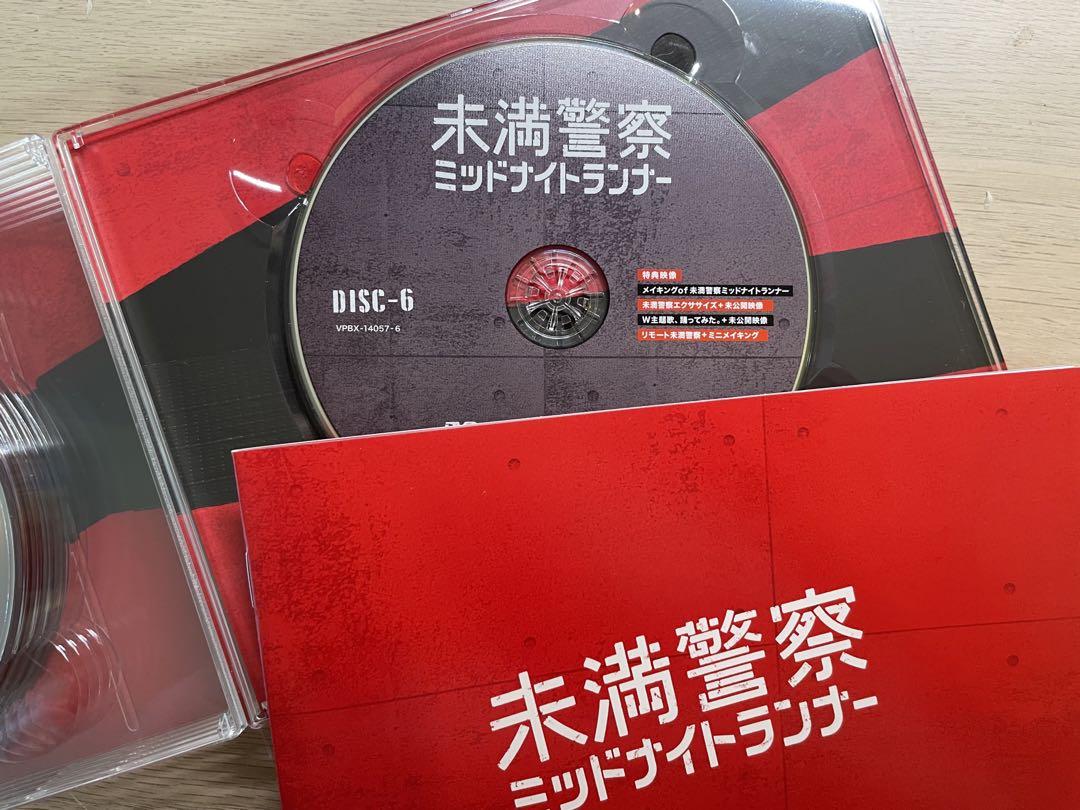 未満警察
ミッドナイトランナー
DISC-6
VPBX-14057-6
特典映像
メイキングof 未満警察ミッドナイトランナー
未満警察エクササイズ+未公開映像
W主題歌、踊ってみた。+未公開映像
リモート未満警察+ミニメイキング
未満警察
ミッドナイトランナー